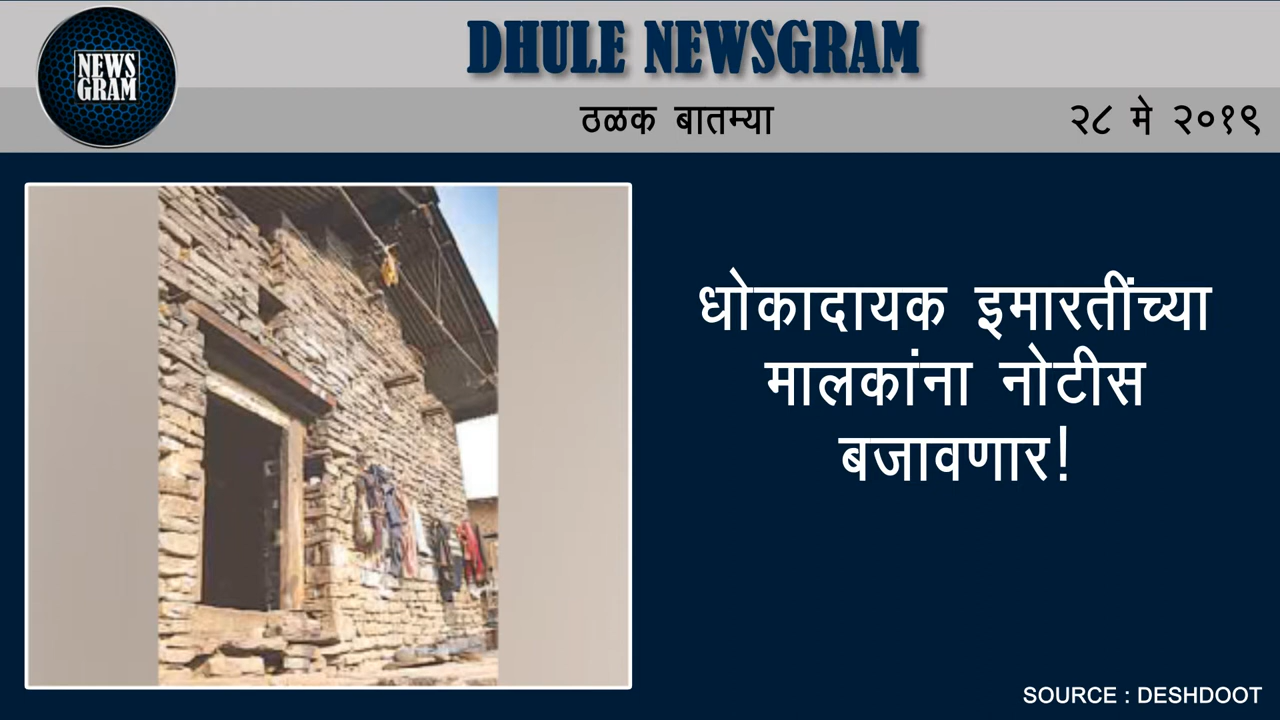 NEWS
GRAM
DHULE NEWSGRAM
ठळक बातम्या
२८ मे २०१९
धोकादायक इमारतींच्या
मालकांना नोटीस
बजावणार!
SOURCE : DESHDOOT